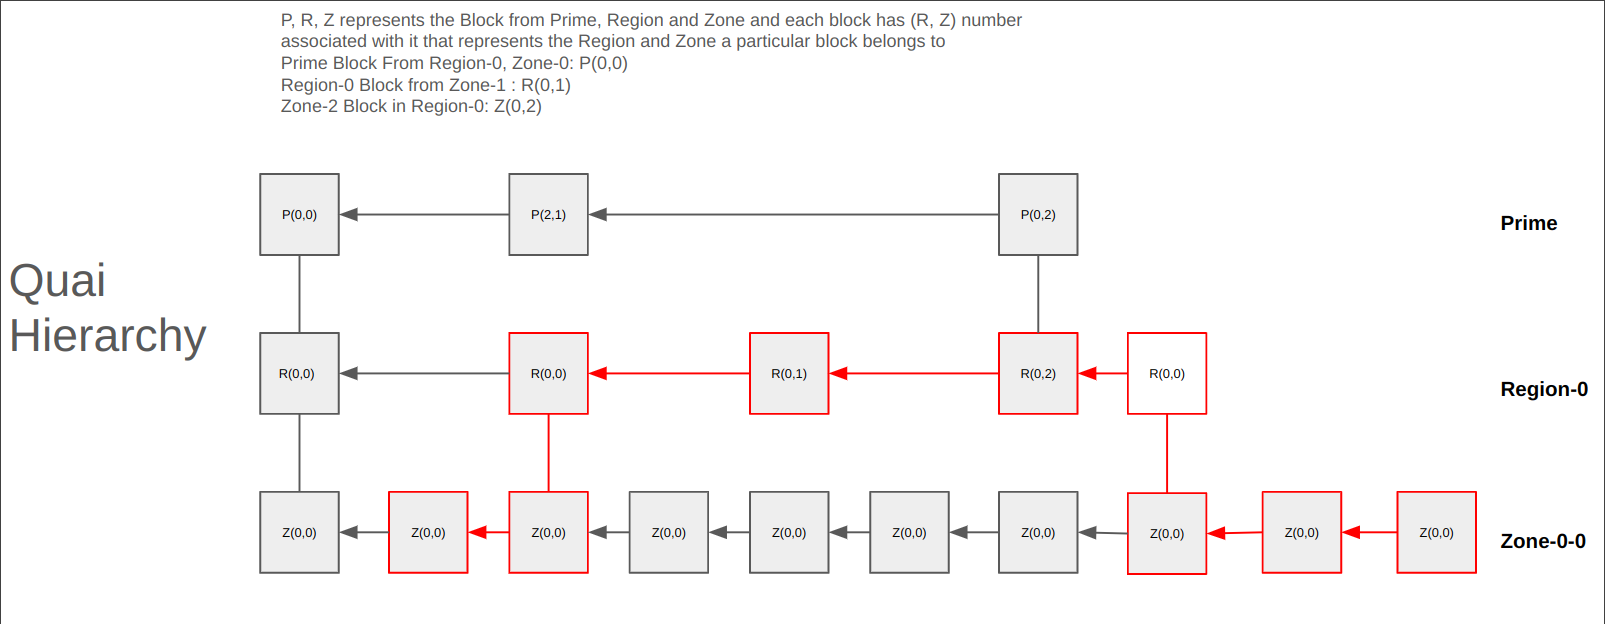 P, R, Z represents the Block from Prime, Region and Zone and each block has (R, Z) number
associated with it that represents the Region and Zone a particular block belongs to
Prime Block From Region-0, Zone-0: P(0,0)
Region-0 Block from Zone-1 : R(0,1)
Zone-2 Block in Region-0: Z(0,2)
P(0,0) P(2,1) P(0,2) Prime
Quai
Hierarchy
R(0,0) R(0,0) R(0,1) R(0,2) R(0,0) Region-0
Z(0,0) Z(0,0) Z(0,0) Z(0,0) Z(0,0) Z(0,0) Z(0,0) Z(0,0) Z(0,0) Z(0,0) Zone-0-0